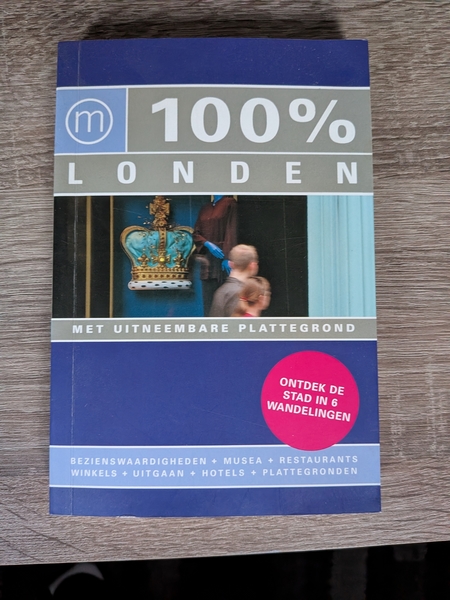 m
100%
LONDEN
MET UITNEEMBARE PLATTEGROND
ONTDEK DE
STAD IN 6
WANDELINGEN
BEZIENSWAARDIGHEDEN + MUSEA + RESTAURANTS
WINKELS + UITGAAN + HOTELS + PLATTEGRONDEN